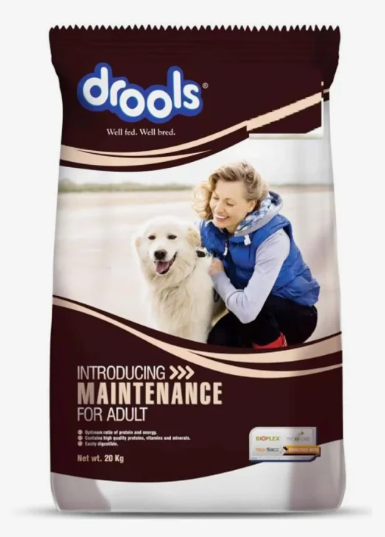 drools®
Well fed. Well bred.
INTRODUCING >>>
MAINTENANCE
FOR ADULT
Optimum ratio of protein and energy.
Contains high quality proteins, vitamins and minerals.
Easily digestible.
BIOPLEX
Net wt. 20 Kg